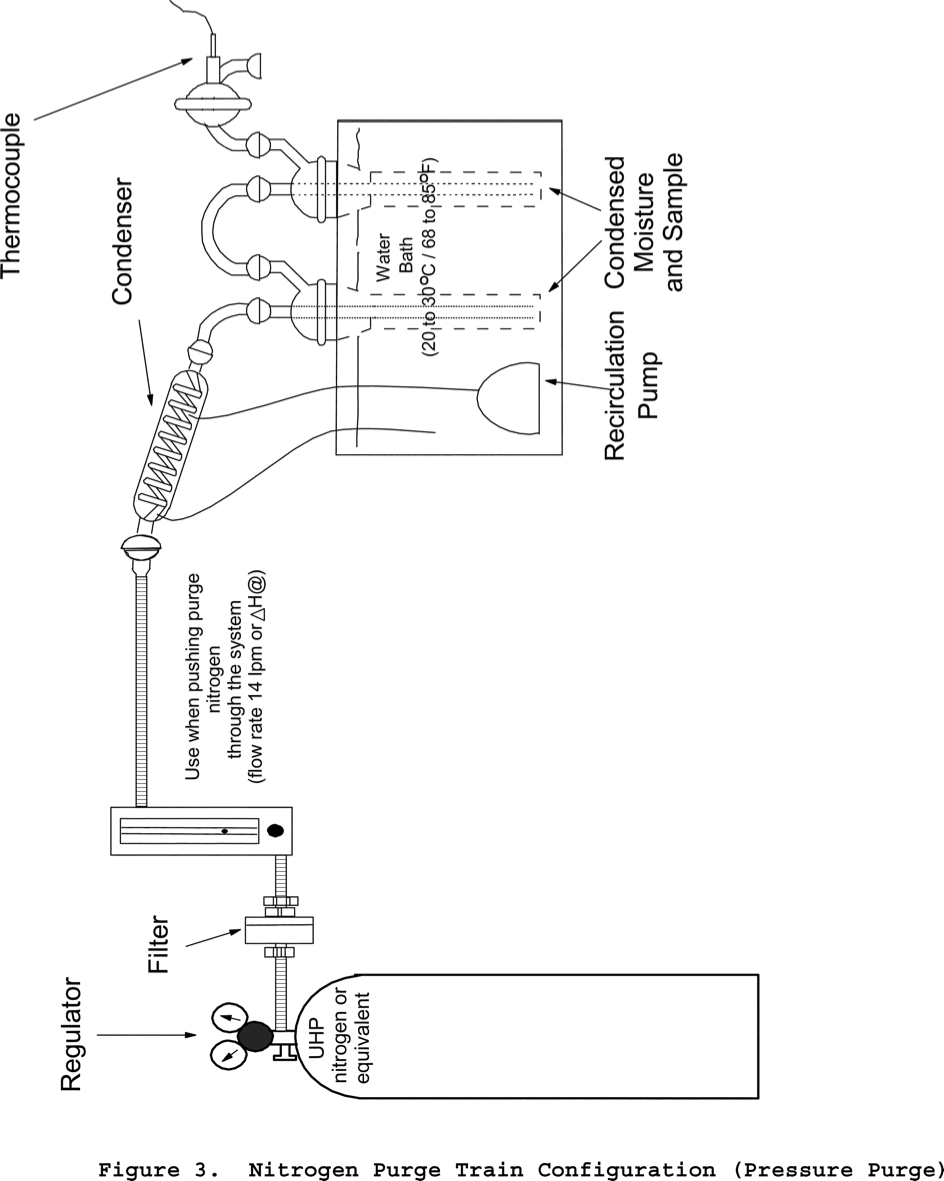 Thermocouple
Condenser
Water
Bath
(20 to 30°C / 68 to 85°F)
Condensed
Moisture
and Sample
Recirculation
Pump
Use when pushing purge
nitrogen
through the system
(flow rate 14 lpm or △H@)
Filter
Regulator
UHP
nitrogen or
equivalent
Figure 3. Nitrogen Purge Train Configuration (Pressure Purge)